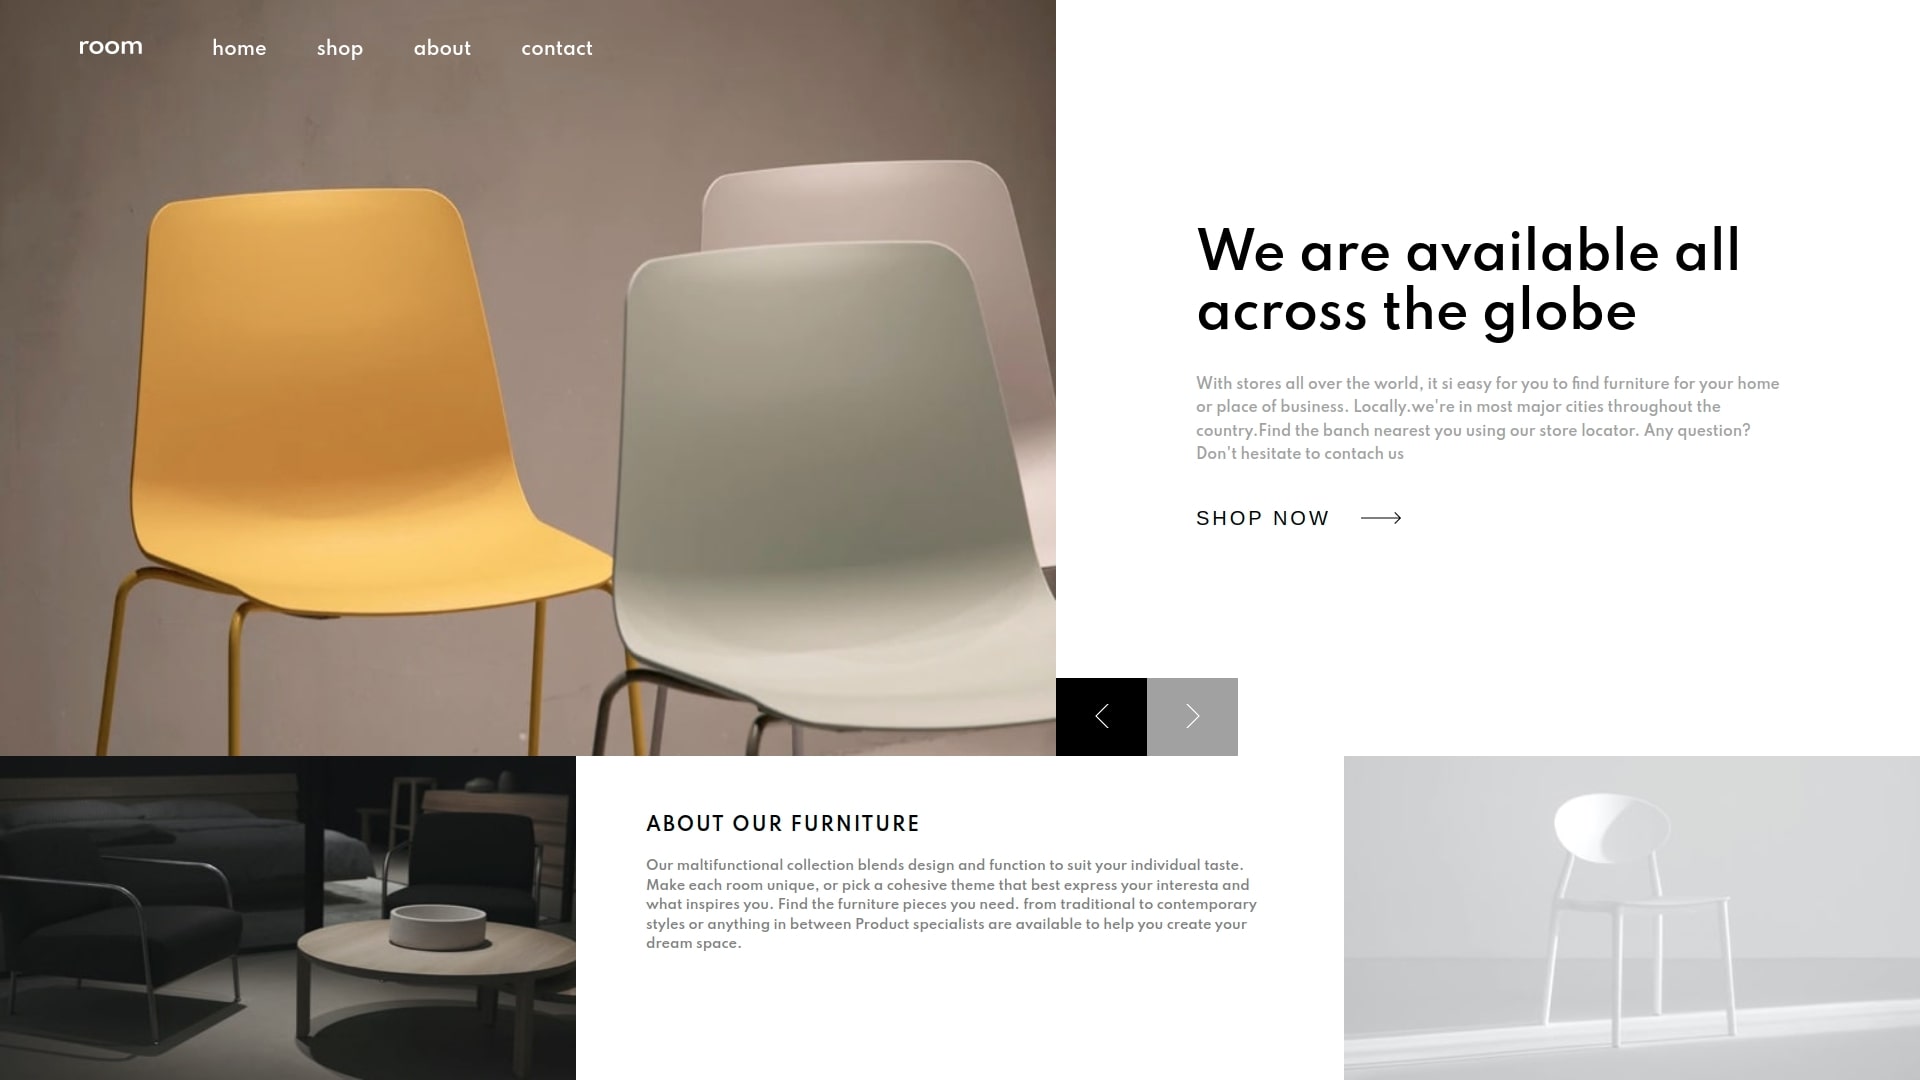 room
home shop about contact
We are available all
across the globe
With stores all over the world, it si easy for you to find furniture for your home
or place of business. Locally.we're in most major cities throughout the
country.Find the banch nearest you using our store locator. Any question?
Don't hesitate to contach us
SHOP NOW
ABOUT OUR FURNITURE
Our maltifunctional collection blends design and function to suit your individual taste.
Make each room unique, or pick a cohesive theme that best express your interesta and
what inspires you. Find the furniture pieces you need. from traditional to contemporary
styles or anything in between Product specialists are available to help you create your
dream space.